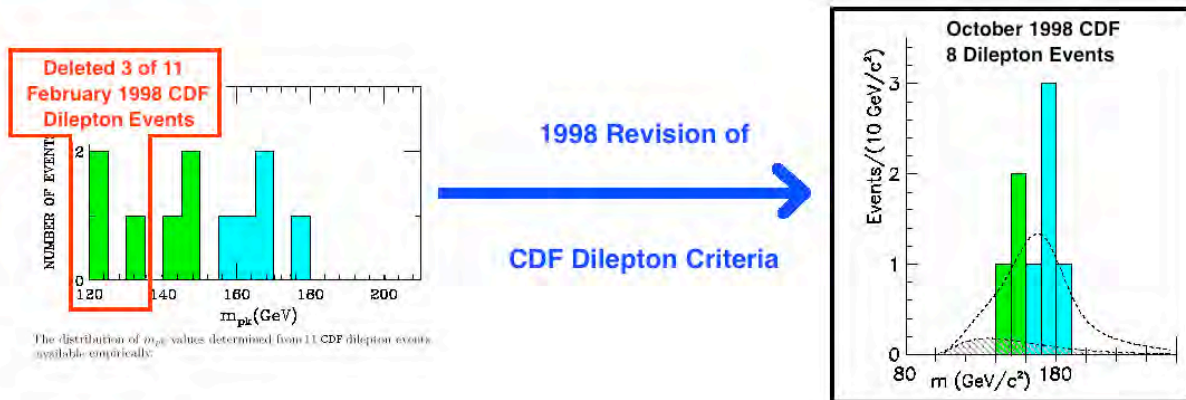 Deleted 3 of 11
February 1998 CDF
Dilepton Events
NUMBER OF EVENTS
2
0
120
140
160
180
200
m_pk(GeV)
The distribution of m_pk values determined from 11 CDF dilepton events
available empirically.
1998 Revision of
CDF Dilepton Criteria
October 1998 CDF
8 Dilepton Events
Events/(10 GeV/c²)
3
2
1
0
80
m (GeV/c²)
180